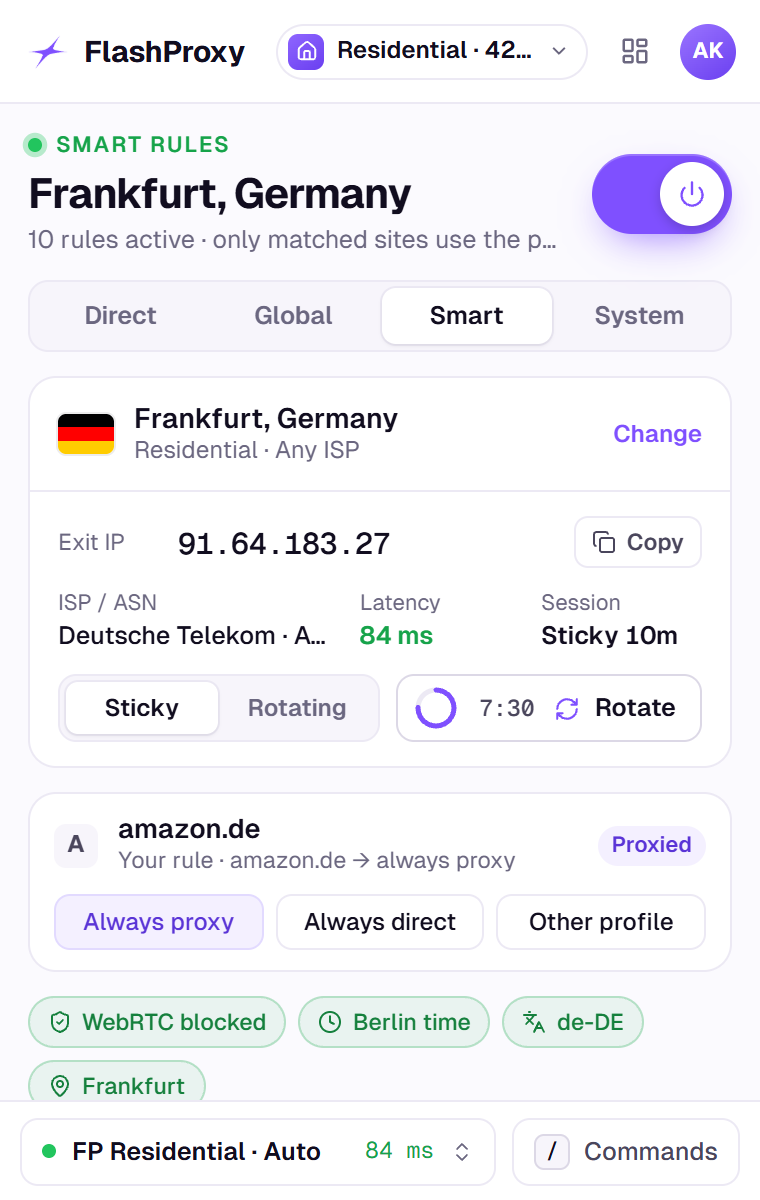 FlashProxy
Residential · 42...
AK
SMART RULES
Frankfurt, Germany
10 rules active · only matched sites use the p...
Direct
Global
Smart
System
Frankfurt, Germany
Residential · Any ISP
Change
Exit IP
91.64.183.27
Copy
ISP / ASN
Latency
Session
Deutsche Telekom · A...
84 ms
Sticky 10m
Sticky
Rotating
7:30
Rotate
A
amazon.de
Your rule · amazon.de → always proxy
Proxied
Always proxy
Always direct
Other profile
WebRTC blocked
Berlin time
de-DE
Frankfurt
FP Residential · Auto
84 ms
/
Commands